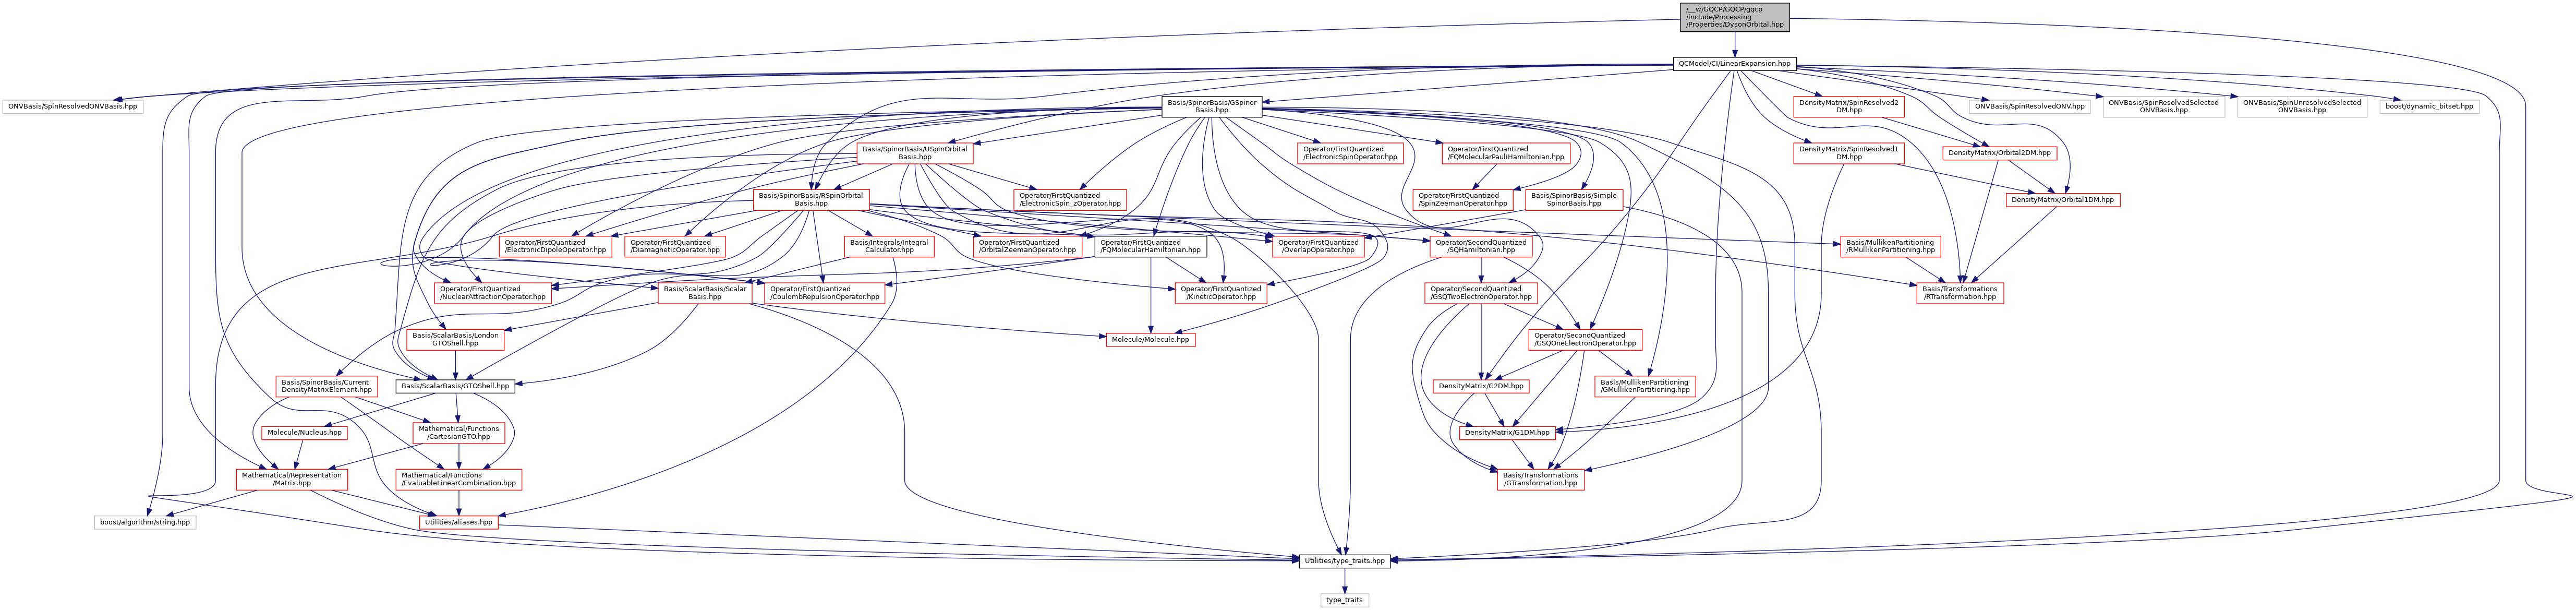 /__w/GQCP/GQCP/gqcp
/include/Processing
/Properties/DysonOrbital.hpp
QCModel/CI/LinearExpansion.hpp
ONVBasis/SpinResolvedONVBasis.hpp
Basis/SpinorBasis/GSpinor
Basis.hpp
DensityMatrix/SpinResolved2
DM.hpp
ONVBasis/SpinResolvedONV.hpp
ONVBasis/SpinResolvedSelected
ONVBasis.hpp
ONVBasis/SpinUnresolvedSelected
ONVBasis.hpp
boost/dynamic_bitset.hpp
Basis/SpinorBasis/USpinOrbital
Basis.hpp
Operator/FirstQuantized
/ElectronicSpinOperator.hpp
Operator/FirstQuantized
/FQMolecularPauliHamiltonian.hpp
DensityMatrix/SpinResolved1
DM.hpp
DensityMatrix/Orbital2DM.hpp
Basis/SpinorBasis/RSpinOrbital
Basis.hpp
Operator/FirstQuantized
/ElectronicSpin_zOperator.hpp
Operator/FirstQuantized
/SpinZeemanOperator.hpp
Basis/SpinorBasis/Simple
SpinorBasis.hpp
DensityMatrix/Orbital1DM.hpp
Operator/FirstQuantized
/ElectronicDipoleOperator.hpp
Operator/FirstQuantized
/DiamagneticOperator.hpp
Basis/Integrals/Integral
Calculator.hpp
Operator/FirstQuantized
/OrbitalZeemanOperator.hpp
Operator/FirstQuantized
/FQMolecularHamiltonian.hpp
Operator/FirstQuantized
/OverlapOperator.hpp
Operator/SecondQuantized
/SQHamiltonian.hpp
Basis/MullikenPartitioning
/RMullikenPartitioning.hpp
Operator/FirstQuantized
/NuclearAttractionOperator.hpp
Basis/ScalarBasis/Scalar
Basis.hpp
Operator/FirstQuantized
/CoulombRepulsionOperator.hpp
Operator/FirstQuantized
/KineticOperator.hpp
Operator/SecondQuantized
/GSQTwoElectronOperator.hpp
Basis/Transformations
/RTransformation.hpp
Basis/ScalarBasis/London
GTOShell.hpp
Molecule/Molecule.hpp
Operator/SecondQuantized
/GSQOneElectronOperator.hpp
Basis/SpinorBasis/Current
DensityMatrixElement.hpp
Basis/ScalarBasis/GTOShell.hpp
DensityMatrix/G2DM.hpp
Basis/MullikenPartitioning
/GMullikenPartitioning.hpp
Molecule/Nucleus.hpp
Mathematical/Functions
/CartesianGTO.hpp
DensityMatrix/G1DM.hpp
Mathematical/Representation
/Matrix.hpp
Mathematical/Functions
/EvaluableLinearCombination.hpp
Basis/Transformations
/GTransformation.hpp
boost/algorithm/string.hpp
Utilities/aliases.hpp
Utilities/type_traits.hpp
type_traits